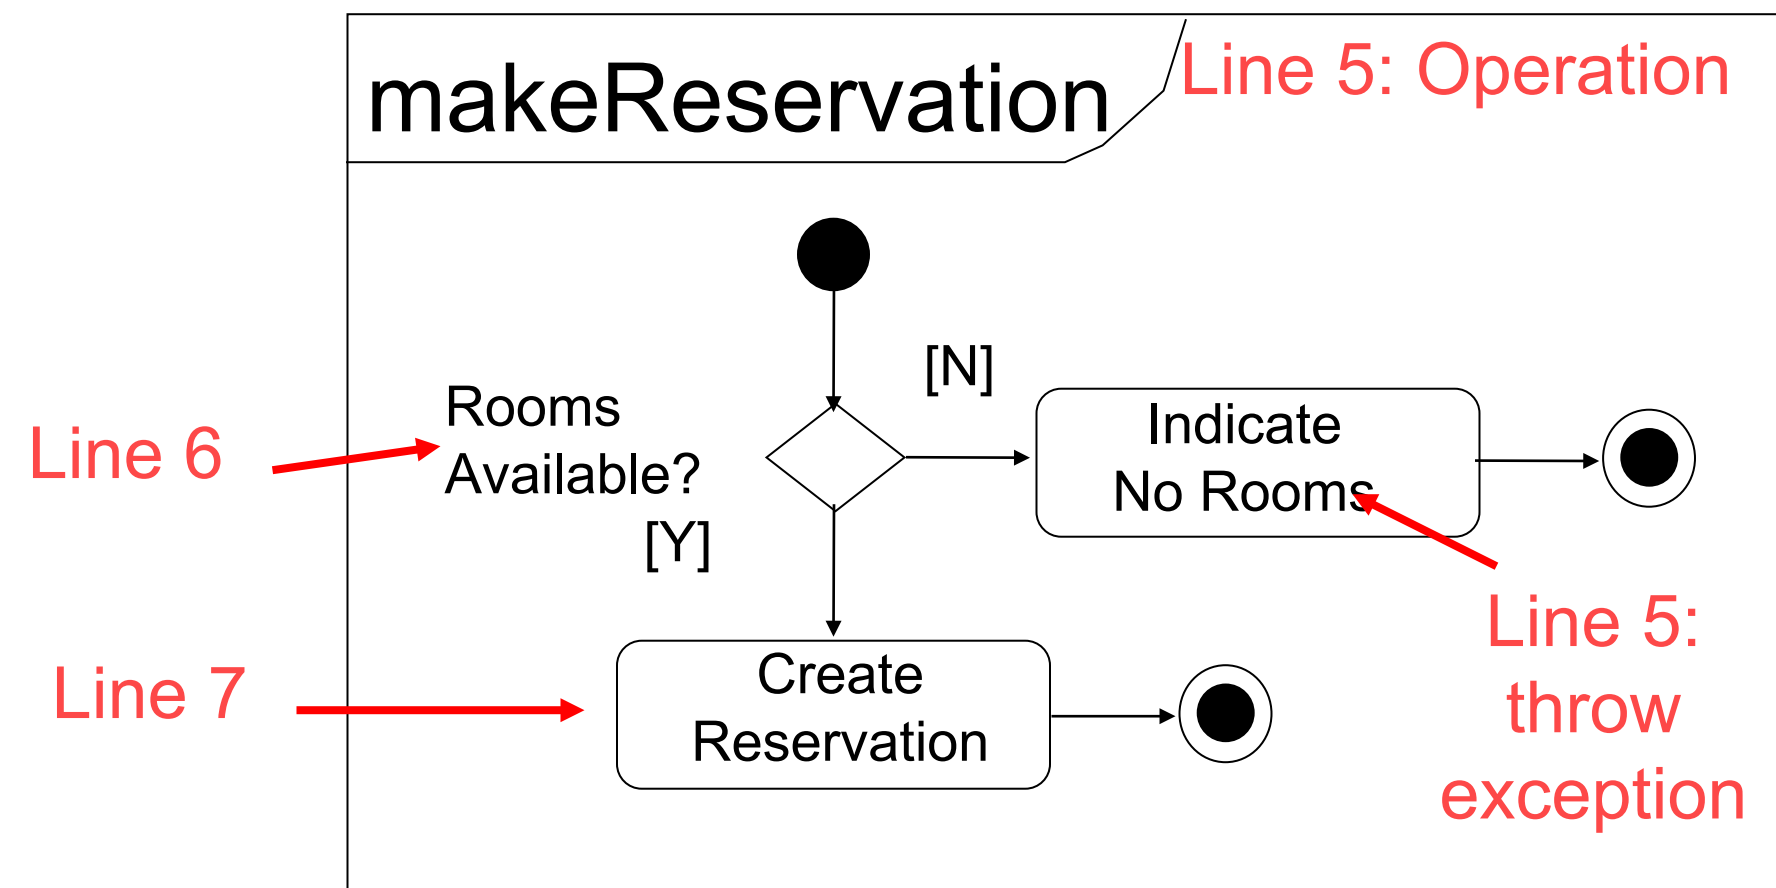 makeReservation
Line 5: Operation
[N]
Rooms
Available?
[Y]
Line 6
Indicate
No Rooms
Line 5:
throw
exception
Line 7
Create
Reservation